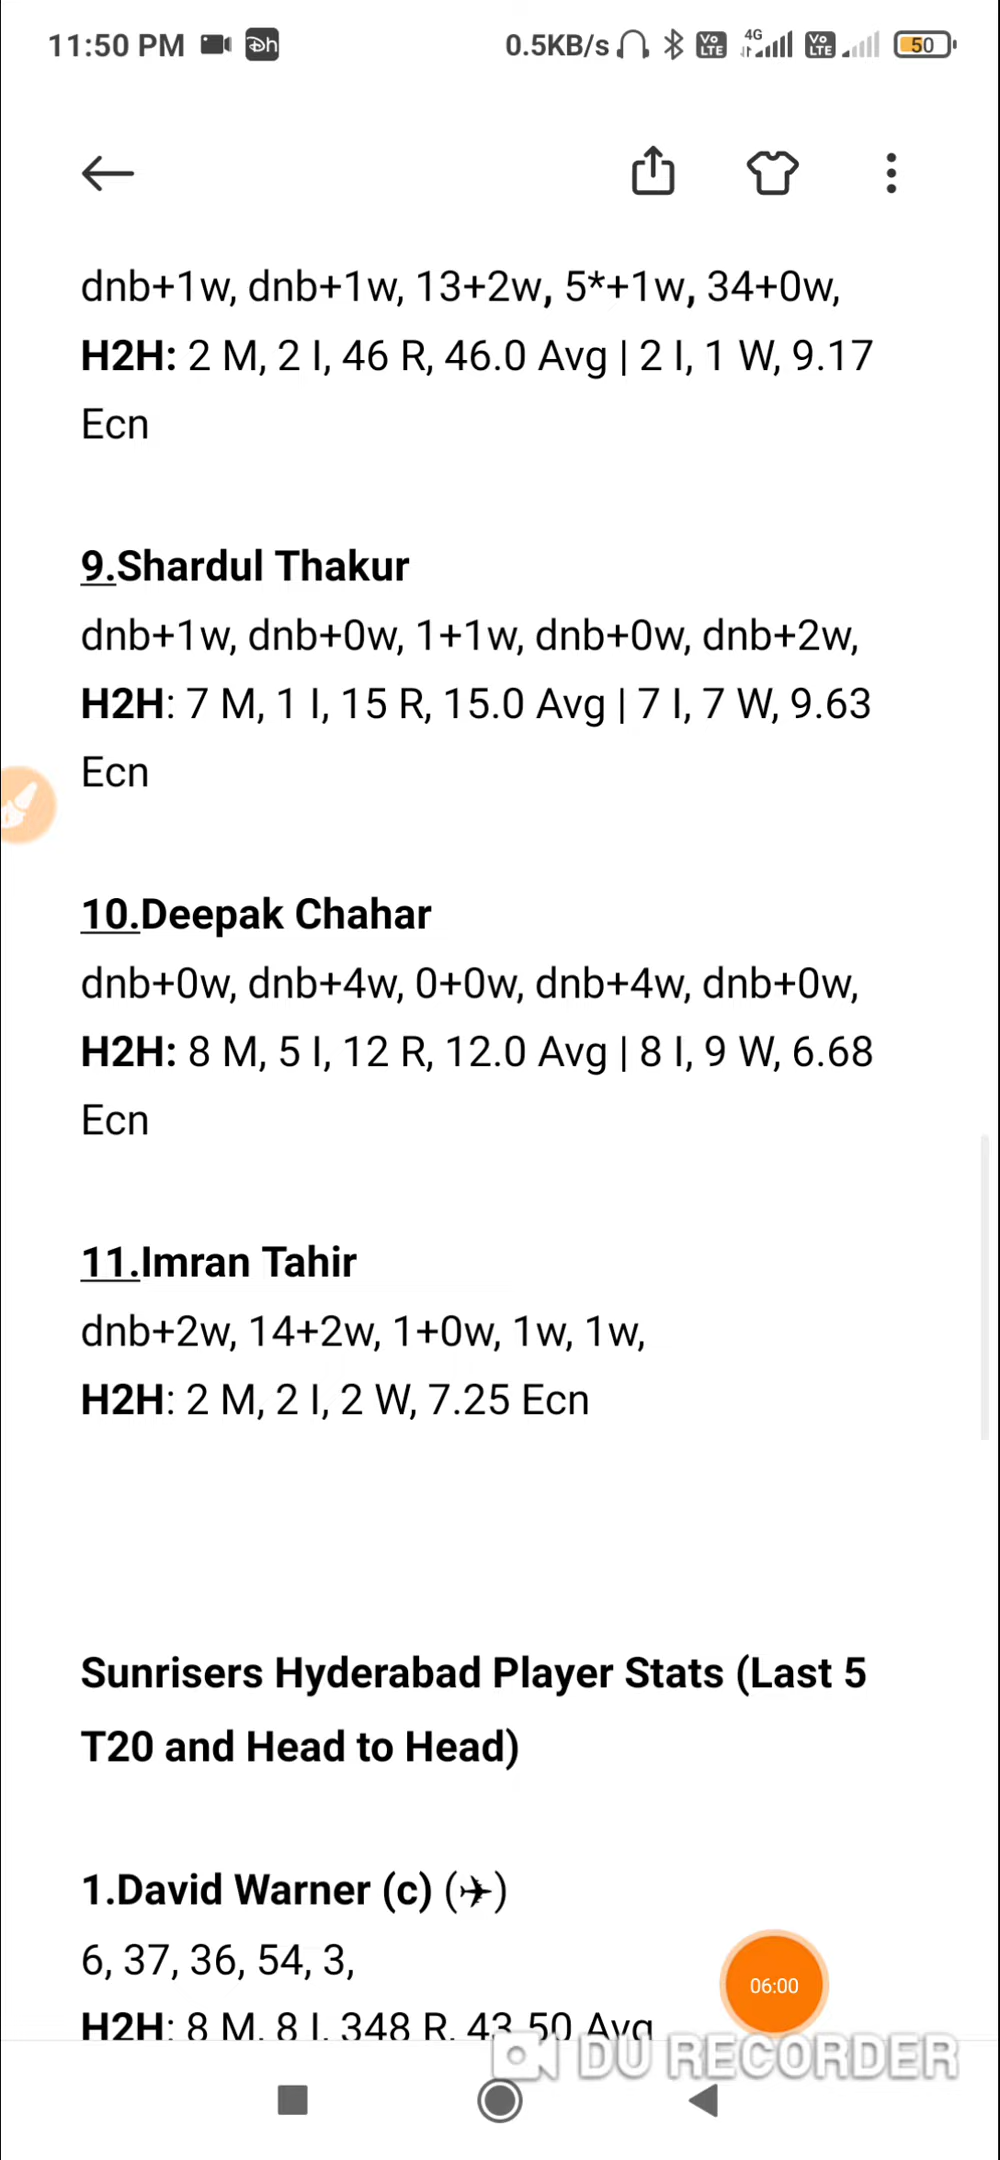 11:50 PM Dh 0.5KB/s Vo LTE 4G Vo LTE 50
dnb+1w, dnb+1w, 13+2w, 5*+1w, 34+0w,
H2H: 2 M, 2 I, 46 R, 46.0 Avg | 2 I, 1 W, 9.17
Ecn
9.Shardul Thakur
dnb+1w, dnb+0w, 1+1w, dnb+0w, dnb+2w,
H2H: 7 M, 1 I, 15 R, 15.0 Avg | 7 I, 7 W, 9.63
Ecn
10.Deepak Chahar
dnb+0w, dnb+4w, 0+0w, dnb+4w, dnb+0w,
H2H: 8 M, 5 I, 12 R, 12.0 Avg | 8 I, 9 W, 6.68
Ecn
11.Imran Tahir
dnb+2w, 14+2w, 1+0w, 1w, 1w,
H2H: 2 M, 2 I, 2 W, 7.25 Ecn
Sunrisers Hyderabad Player Stats (Last 5
T20 and Head to Head)
1.David Warner (c) (✈)
6, 37, 36, 54, 3,
06:00
H2H: 8 M, 8 I, 348 R, 43.50 Avg
DU RECORDER